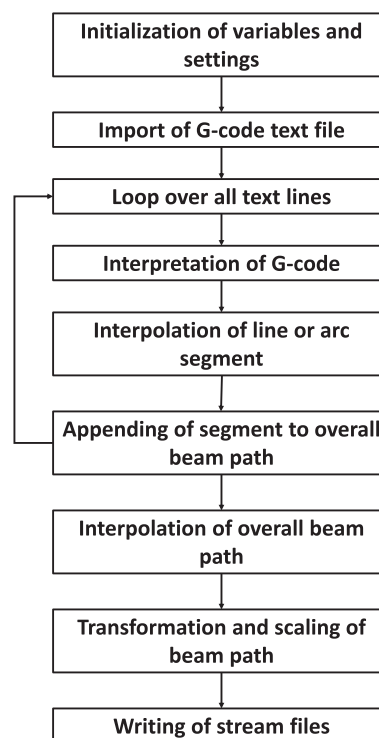 Initialization of variables and
settings
Import of G-code text file
Loop over all text lines
Interpretation of G-code
Interpolation of line or arc
segment
Appending of segment to overall
beam path
Interpolation of overall beam
path
Transformation and scaling of
beam path
Writing of stream files